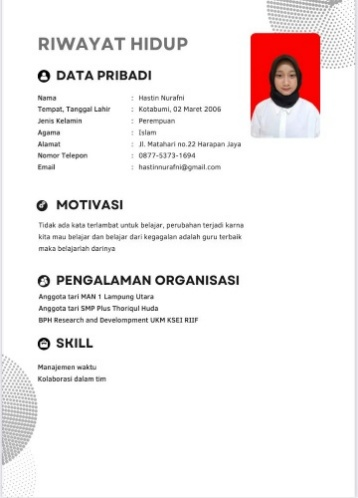 RIWAYAT HIDUP
DATA PRIBADI
Nama : Hastin Nurafni
Tempat, Tanggal Lahir : Kotabumi, 02 Maret 2006
Jenis Kelamin : Perempuan
Agama : Islam
Alamat : Jl. Matahari no.22 Harapan Jaya
Nomor Telepon : 0877-5373-1694
Email : hastinnurafni@gmail.com
MOTIVASI
Tidak ada kata terlambat untuk belajar, perubahan terjadi karna
kita mau belajar dan belajar dari kegagalan adalah guru terbaik
maka belajarlah darinya
PENGALAMAN ORGANISASI
Anggota tari MAN 1 Lampung Utara
Anggota tari SMP Plus Thoriqul Huda
BPH Research and Develompment UKM KSEI RIIF
SKILL
Manajemen waktu
Kolaborasi dalam tim